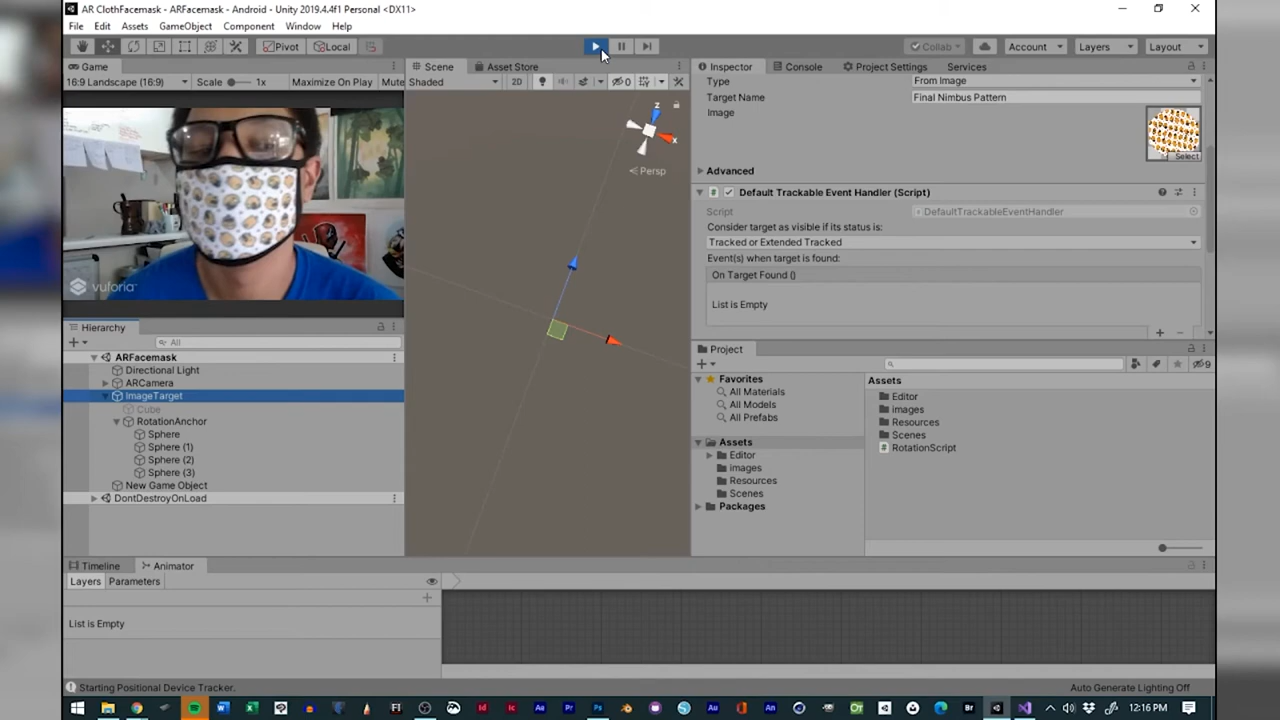 AR ClothFacemask - ARFacemask - Android - Unity 2019.4.4f1 Personal <DX11>
File Edit Assets GameObject Component Window Help
Pivot Local Collab Account Layers Layout
Game Scene Asset Store Inspector Console Project Settings Services
16:9 Landscape (16:9) Scale 1x Maximize On Play Mute Shaded 2D 0
Type From Image
Target Name Final Nimbus Pattern
Image
Select
z
x
Persp
Advanced
Default Trackable Event Handler (Script)
Script DefaultTrackableEventHandler
Consider target as visible if its status is:
Tracked or Extended Tracked
Event(s) when target is found:
On Target Found ()
List is Empty
vuforia
Hierarchy
All
ARFacemask
Directional Light
ARCamera
ImageTarget
Cube
RotationAnchor
Sphere
Sphere (1)
Sphere (2)
Sphere (3)
New Game Object
DontDestroyOnLoad
Project
9
Favorites
All Materials
All Models
All Prefabs
Assets
Editor
images
Resources
Scenes
Packages
Assets
Editor
images
Resources
Scenes
RotationScript
Timeline Animator
Layers Parameters
List is Empty
Starting Positional Device Tracker.
Auto Generate Lighting Off
12:16 PM